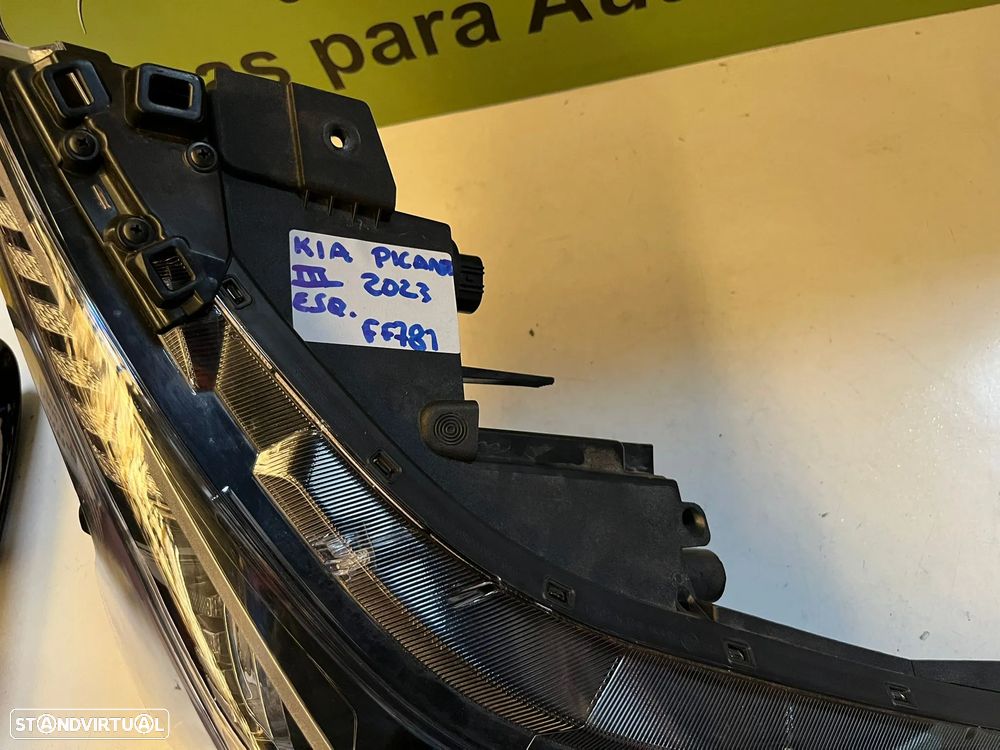 as para Au
KIA PICANTO
III 2023
ESQ.
FF781
STANDVIRTUAL